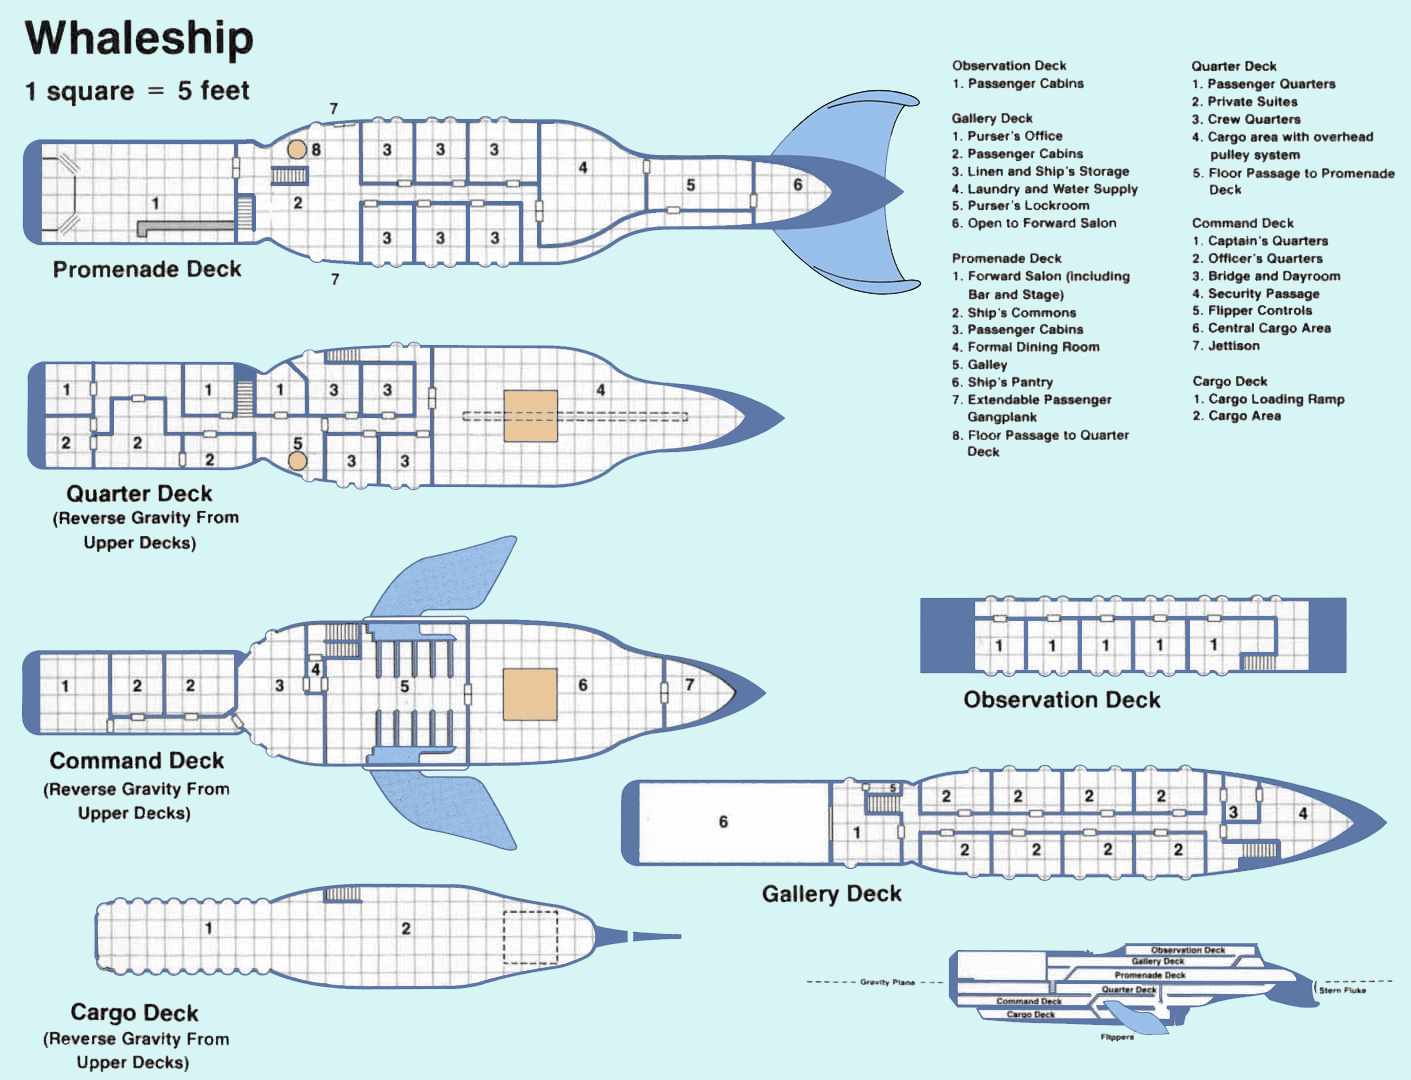 Whaleship
1 square = 5 feet
7
8
3
3
3
4
5
6
1
2
3
3
3
7
Promenade Deck
Observation Deck
1. Passenger Cabins
Gallery Deck
1. Purser's Office
2. Passenger Cabins
3. Linen and Ship's Storage
4. Laundry and Water Supply
5. Purser's Lockroom
6. Open to Forward Salon
Promenade Deck
1. Forward Salon (including
Bar and Stage)
2. Ship's Commons
3. Passenger Cabins
4. Formal Dining Room
5. Galley
6. Ship's Pantry
7. Extendable Passenger
Gangplank
8. Floor Passage to Quarter
Deck
Quarter Deck
1. Passenger Quarters
2. Private Suites
3. Crew Quarters
4. Cargo area with overhead
pulley system
5. Floor Passage to Promenade
Deck
Command Deck
1. Captain's Quarters
2. Officer's Quarters
3. Bridge and Dayroom
4. Security Passage
5. Flipper Controls
6. Central Cargo Area
7. Jettison
Cargo Deck
1. Cargo Loading Ramp
2. Cargo Area
1
1
1
3
3
4
2
2
2
5
3
3
Quarter Deck
(Reverse Gravity From
Upper Decks)
1
2
2
3
4
5
6
7
Command Deck
(Reverse Gravity From
Upper Decks)
1
1
1
1
1
Observation Deck
6
1
5
2
2
2
2
3
4
2
2
2
2
Gallery Deck
1
2
Cargo Deck
(Reverse Gravity From
Upper Decks)
Observation Deck
Gallery Deck
Promenade Deck
Gravity Plane
Quarter Deck
Stern Fluke
Command Deck
Cargo Deck
Flippers